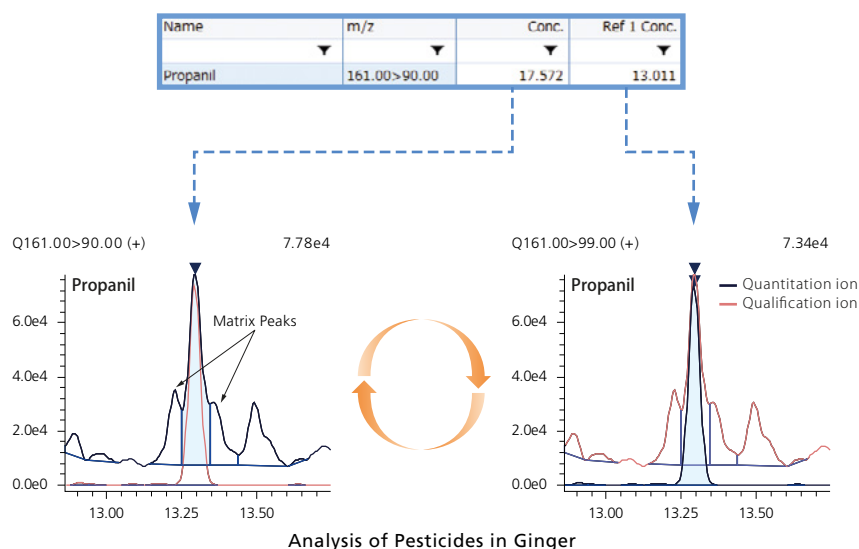 Name m/z Conc. Ref 1 Conc.
Propanil 161.00>90.00 17.572 13.011
Q161.00>90.00 (+) 7.78e4
Propanil
Matrix Peaks
6.0e4
4.0e4
2.0e4
0.0e0
13.00 13.25 13.50
Q161.00>99.00 (+) 7.34e4
Propanil
Quantitation ion
Qualification ion
6.0e4
4.0e4
2.0e4
0.0e0
13.00 13.25 13.50
Analysis of Pesticides in Ginger